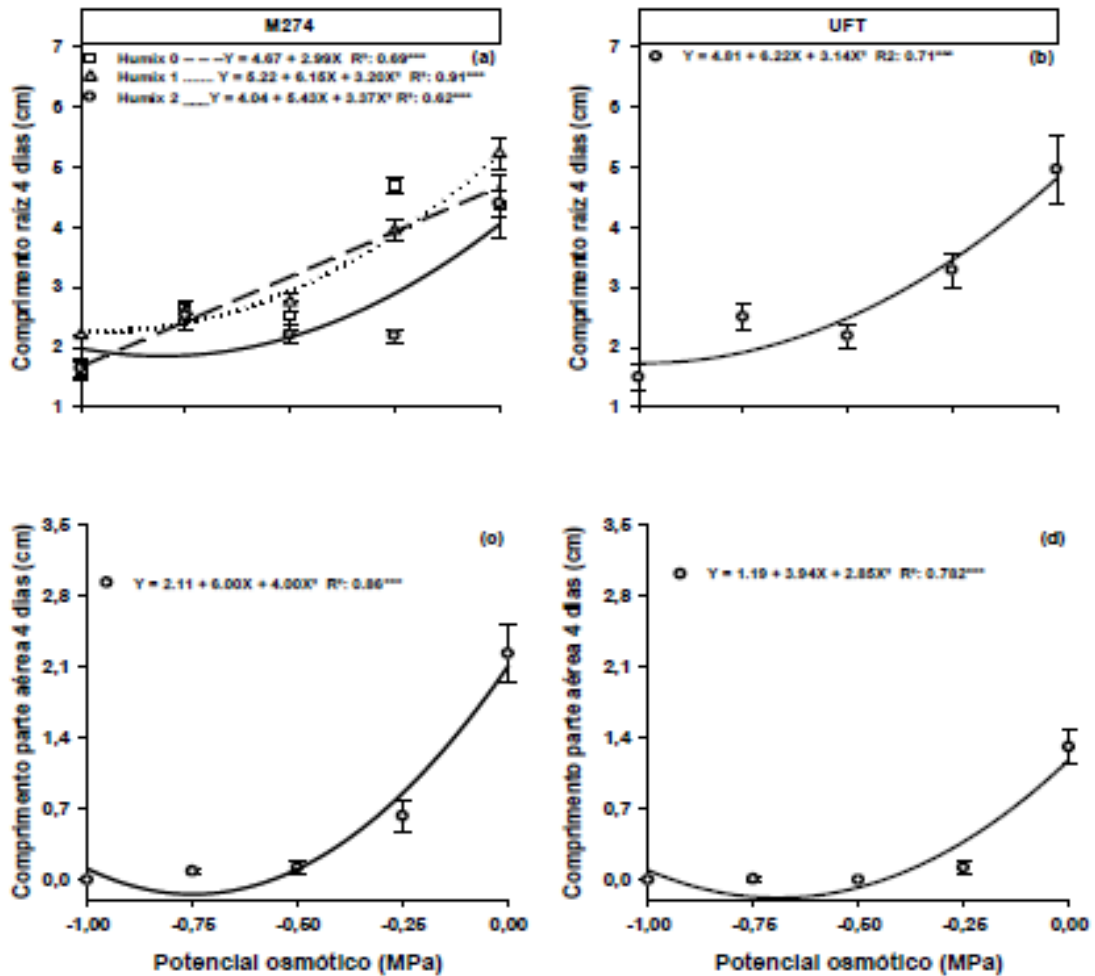 M274
UFT
Humix 0 – – –Y = 4.67 + 2.99X R²: 0.69*** (a)
Humix 1 ...... Y = 5.22 + 6.15X + 3.20X² R²: 0.91***
Humix 2 ___Y = 4.04 + 5.43X + 3.37X² R²: 0.62***
Y = 4.81 + 6.22X + 3.14X² R2: 0.71*** (b)
Comprimento raiz 4 dias (cm)
7
6
5
4
3
2
1
Comprimento raiz 4 dias (cm)
7
6
5
4
3
2
1
(c)
Y = 2.11 + 6.00X + 4.00X² R²: 0.86***
(d)
Y = 1.19 + 3.94X + 2.85X² R²: 0.782***
Comprimento parte aérea 4 dias (cm)
3,5
2,8
2,1
1,4
0,7
0,0
Comprimento parte aérea 4 dias (cm)
3,5
2,8
2,1
1,4
0,7
0,0
-1,00 -0,75 -0,50 -0,25 0,00
-1,00 -0,75 -0,50 -0,25 0,00
Potencial osmótico (MPa)
Potencial osmótico (MPa)